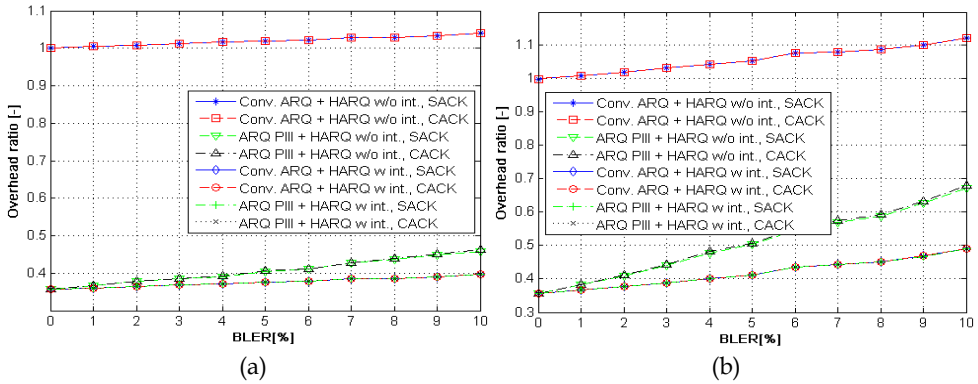 1.1
1
0.9
0.8
0.7
0.6
0.5
0.4
Overhead ratio [-]
0 1 2 3 4 5 6 7 8 9 10
BLER[%]
Conv. ARQ + HARQ w/o int., SACK
Conv. ARQ + HARQ w/o int., CACK
ARQ PIII + HARQ w/o int., SACK
ARQ PIII + HARQ w/o int., CACK
Conv. ARQ + HARQ w int., SACK
Conv. ARQ + HARQ w int., CACK
ARQ PIII + HARQ w int., SACK
ARQ PIII + HARQ w int., CACK
(a)
1.1
1
0.9
0.8
0.7
0.6
0.5
0.4
0.3
Overhead ratio [-]
0 1 2 3 4 5 6 7 8 9 10
BLER[%]
Conv. ARQ + HARQ w/o int., SACK
Conv. ARQ + HARQ w/o int., CACK
ARQ PIII + HARQ w/o int., SACK
ARQ PIII + HARQ w/o int., CACK
Conv. ARQ + HARQ w int., SACK
Conv. ARQ + HARQ w int., CACK
ARQ PIII + HARQ w int., SACK
ARQ PIII + HARQ w int., CACK
(b)